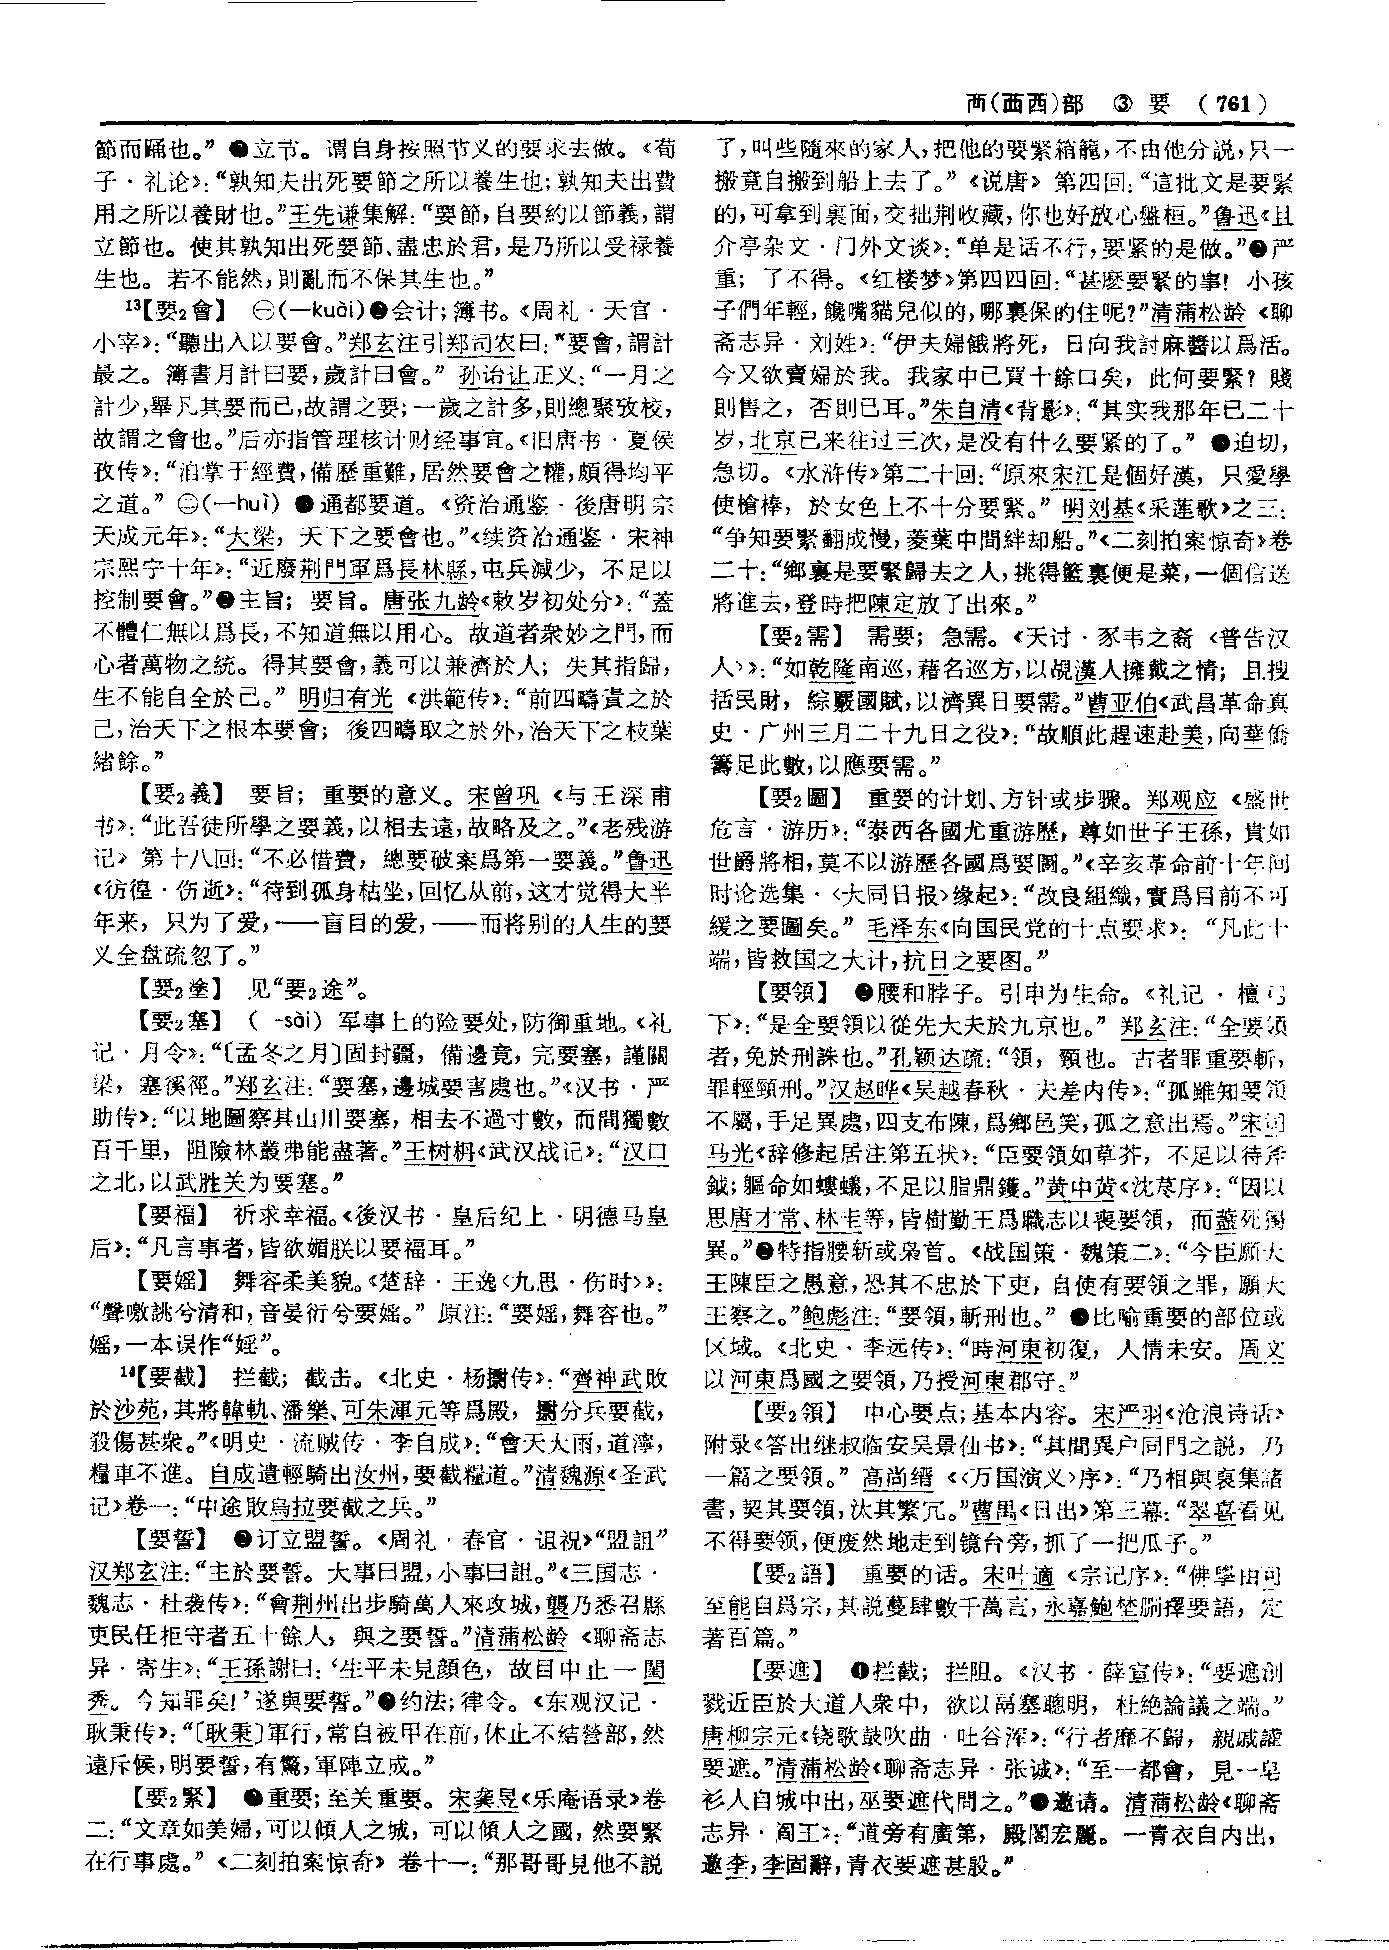 襾(覀西)部 ③ 要 (761)
節而踊也。”❷立节。谓自身按照节义的要求去做。《荀
子·礼论》：“孰知夫出死要節之所以養生也；孰知夫出費
用之所以養財也。”王先谦集解：“要節，自要約以節義，謂
立節也。使其孰知出死要節、盡忠於君，是乃所以受禄養
生也。若不能然，則亂而不保其生也。”
13【要₂會】 ㊀(—kuài)❶会计；簿书。《周礼·天官·
小宰》：“聽出入以要會。”郑玄注引郑司农曰：“要會，謂計
最之。簿書月計曰要，歲計曰會。”孙诒让正义：“一月之
計少，舉凡其要而已，故謂之要；一歲之計多，則總聚攷校，
故謂之會也。”后亦指管理核计财经事宜。《旧唐书·夏侯
孜传》：“洎掌于經費，備歷重難，居然要會之權，頗得均平
之道。”㊁(—huì) ❶通都要道。《资治通鉴·後唐明宗
天成元年》：“大梁，天下之要會也。”《续资治通鉴·宋神
宗熙宁十年》：“近廢荆門軍爲長林縣，屯兵減少，不足以
控制要會。”❷主旨；要旨。唐张九龄《敕岁初处分》：“蓋
不體仁無以爲長，不知道無以用心。故道者衆妙之門，而
心者萬物之統。得其要會，義可以兼濟於人；失其指歸，
生不能自全於己。”明归有光《洪範传》：“前四疇責之於
己，治天下之根本要會；後四疇取之於外，治天下之枝葉
緒餘。”
【要₂義】 要旨；重要的意义。宋曾巩《与王深甫
书》：“此吾徒所學之要義，以相去遠，故略及之。”《老残游
记》第十八回：“不必惜費，總要破案爲第一要義。”鲁迅
《彷徨·伤逝》：“待到孤身枯坐，回忆从前，这才觉得大半
年来，只为了爱，——盲目的爱，——而将别的人生的要
义全盘疏忽了。”
【要₂塗】 见“要₂途”。
【要₂塞】 ( -sài) 军事上的险要处，防御重地。《礼
记·月令》：“〔孟冬之月〕固封疆，備邊竟，完要塞，謹關
梁，塞徯徑。”郑玄注：“要塞，邊城要害處也。”《汉书·严
助传》：“以地圖察其山川要塞，相去不過寸數，而間獨數
百千里，阻險林叢弗能盡著。”王树枏《武汉战记》：“汉口
之北，以武胜关为要塞。”
【要福】 祈求幸福。《後汉书·皇后纪上·明德马皇
后》：“凡言事者，皆欲媚朕以要福耳。”
【要媱】 舞容柔美貌。《楚辞·王逸〈九思·伤时〉》：
“聲噭誂兮清和，音晏衍兮要媱。”原注：“要媱，舞容也。”
媱，一本误作“婬”。
14【要截】 拦截；截击。《北史·杨㩁传》：“齊神武敗
於沙苑，其將韓軌、潘樂、可朱渾元等爲殿，㩁分兵要截，
殺傷甚衆。”《明史·流贼传·李自成》：“會天大雨，道濘，
糧車不進。自成遣輕騎出汝州，要截糧道。”清魏源《圣武
记》卷一：“中途敗烏拉要截之兵。”
【要誓】 ❶订立盟誓。《周礼·春官·诅祝》“盟詛”
汉郑玄注：“主於要誓。大事曰盟，小事曰詛。”《三国志·
魏志·杜袭传》：“會荆州出步騎萬人來攻城，襲乃悉召縣
吏民任拒守者五十餘人，與之要誓。”清蒲松龄《聊斋志
异·寄生》：“王孫謝曰：‘生平未見顔色，故目中止一閨
秀。今知罪矣！’遂與要誓。”❷约法；律令。《东观汉记·
耿秉传》：“〔耿秉〕軍行，常自被甲在前，休止不结營部，然
遠斥候，明要誓，有驚，軍陣立成。”
【要₂緊】 ❶重要；至关重要。宋龚昱《乐庵语录》卷
二：“文章如美婦，可以傾人之城，可以傾人之國，然要緊
在行事處。”《二刻拍案惊奇》卷十一：“那哥哥見他不説
了，叫些隨來的家人，把他的要緊箱籠，不由他分説，只一
搬竟自搬到船上去了。”《说唐》第四回：“這批文是要緊
的，可拿到裏面，交拙荆收藏，你也好放心盤桓。”鲁迅《且
介亭杂文·门外文谈》：“单是话不行，要紧的是做。”❷严
重；了不得。《红楼梦》第四四回：“甚麽要緊的事！小孩
子們年輕，饞嘴貓兒似的，哪裏保的住呢？”清蒲松龄《聊
斋志异·刘姓》：“伊夫婦餓將死，日向我討麻醬以爲活。
今又欲賣婦於我。我家中已買十餘口矣，此何要緊？賤
則售之，否則已耳。”朱自清《背影》：“其实我那年已二十
岁，北京已来往过三次，是没有什么要紧的了。”❸迫切，
急切。《水浒传》第二十回：“原來宋江是個好漢，只愛學
使槍棒，於女色上不十分要緊。”明刘基《采莲歌》之三：
“争知要緊翻成慢，菱葉中間絆却船。”《二刻拍案惊奇》卷
二十：“鄉裏是要緊歸去之人，挑得籃裏便是菜，一個信送
將進去，登時把陳定放了出來。”
【要₂需】 需要；急需。《天讨·豕韦之裔〈普告汉
人〉》：“如乾隆南巡，藉名巡方，以覘漢人擁戴之情；且搜
括民財，綜覈國賦，以濟異日要需。”曹亚伯《武昌革命真
史·广州三月二十九日之役》：“故順此趕速赴美，向華僑
籌足此數，以應要需。”
【要₂圖】 重要的计划、方针或步骤。郑观应《盛世
危言·游历》：“泰西各國尤重游歷，尊如世子王孫，貴如
世爵將相，莫不以游歷各國爲要圖。”《辛亥革命前十年间
时论选集·〈大同日报〉缘起》：“改良組織，實爲目前不可
緩之要圖矣。”毛泽东《向国民党的十点要求》：“凡此十
端，皆救国之大计，抗日之要图。”
【要領】 ❶腰和脖子。引申为生命。《礼记·檀弓
下》：“是全要領以從先大夫於九京也。”郑玄注：“全要領
者，免於刑誅也。”孔颖达疏：“領，頸也。古者罪重要斬，
罪輕頸刑。”汉赵晔《吴越春秋·夫差内传》：“孤雖知要領
不屬，手足異處，四支布陳，爲鄉邑笑，孤之意出焉。”宋司
马光《辞修起居注第五状》：“臣要領如草芥，不足以待斧
鉞；軀命如螻蟻，不足以脂鼎鑊。”黄中黄《沈荩序》：“因以
思唐才常、林圭等，皆樹勤王爲職志以喪要領，而藎死獨
異。”❷特指腰斩或枭首。《战国策·魏策二》：“今臣願大
王陳臣之愚意，恐其不忠於下吏，自使有要領之罪，願大
王察之。”鲍彪注：“要領，斬刑也。”❸比喻重要的部位或
区域。《北史·李远传》：“時河東初復，人情未安。周文
以河東爲國之要領，乃授河東郡守。”
【要₂領】 中心要点；基本内容。宋严羽《沧浪诗话》
附录《答出继叔临安吴景仙书》：“其間異户同門之説，乃
一篇之要領。”高尚缙《〈万国演义〉序》：“乃相與裒集諸
書，契其要領，汰其繁冗。”曹禺《日出》第三幕：“翠喜看见
不得要领，便废然地走到镜台旁，抓了一把瓜子。”
【要₂語】 重要的话。宋叶適《宗记序》：“佛學由可
至能自爲宗，其説蔓肆數千萬言，永嘉鮑埜删擇要語，定
著百篇。”
【要遮】 ❶拦截；拦阻。《汉书·薛宣传》：“要遮創
戮近臣於大道人衆中，欲以鬲塞聰明，杜絶論議之端。”
唐柳宗元《铙歌鼓吹曲·吐谷浑》：“行者靡不歸，親戚讙
要遮。”清蒲松龄《聊斋志异·张诚》：“至一都會，見一皂
衫人自城中出，巫要遮代問之。”❷邀请。清蒲松龄《聊斋
志异·阎王》：“道旁有廣第，殿閣宏麗。一青衣自内出，
邀李，李固辭，青衣要遮甚殷。”